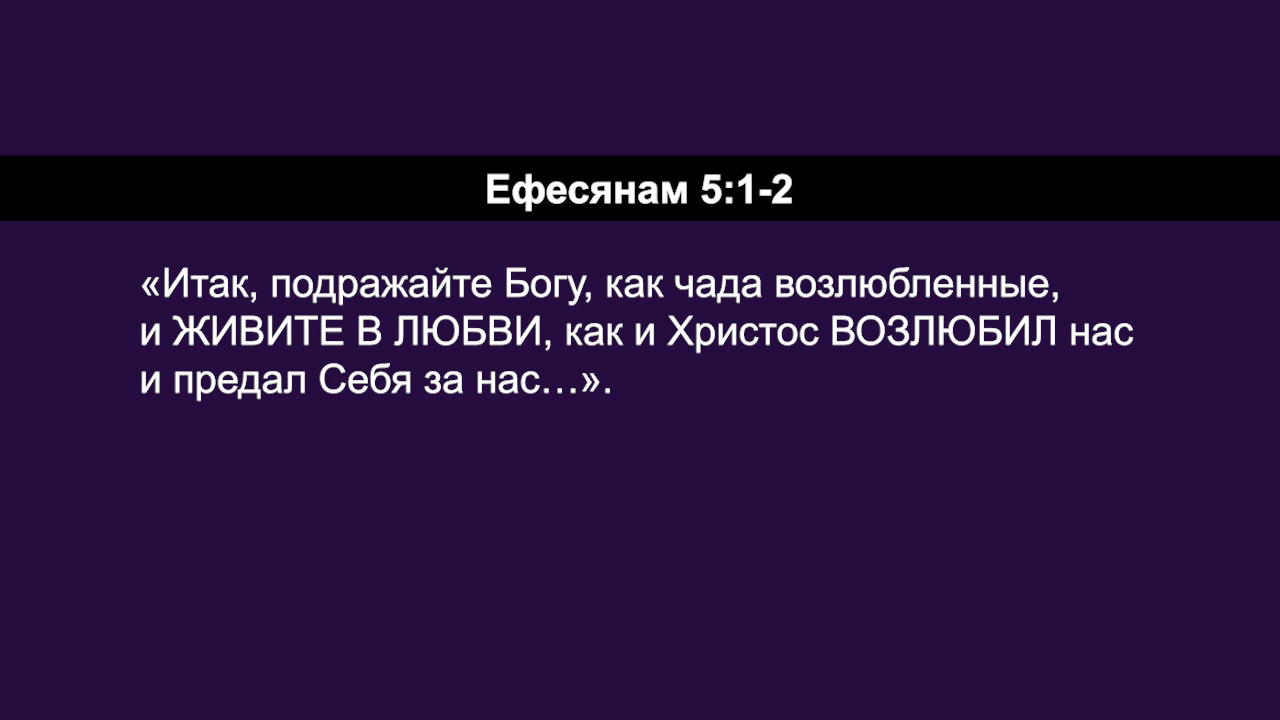 Ефесянам 5:1-2
«Итак, подражайте Богу, как чада возлюбленные,
и ЖИВИТЕ В ЛЮБВИ, как и Христос ВОЗЛЮБИЛ нас
и предал Себя за нас…».